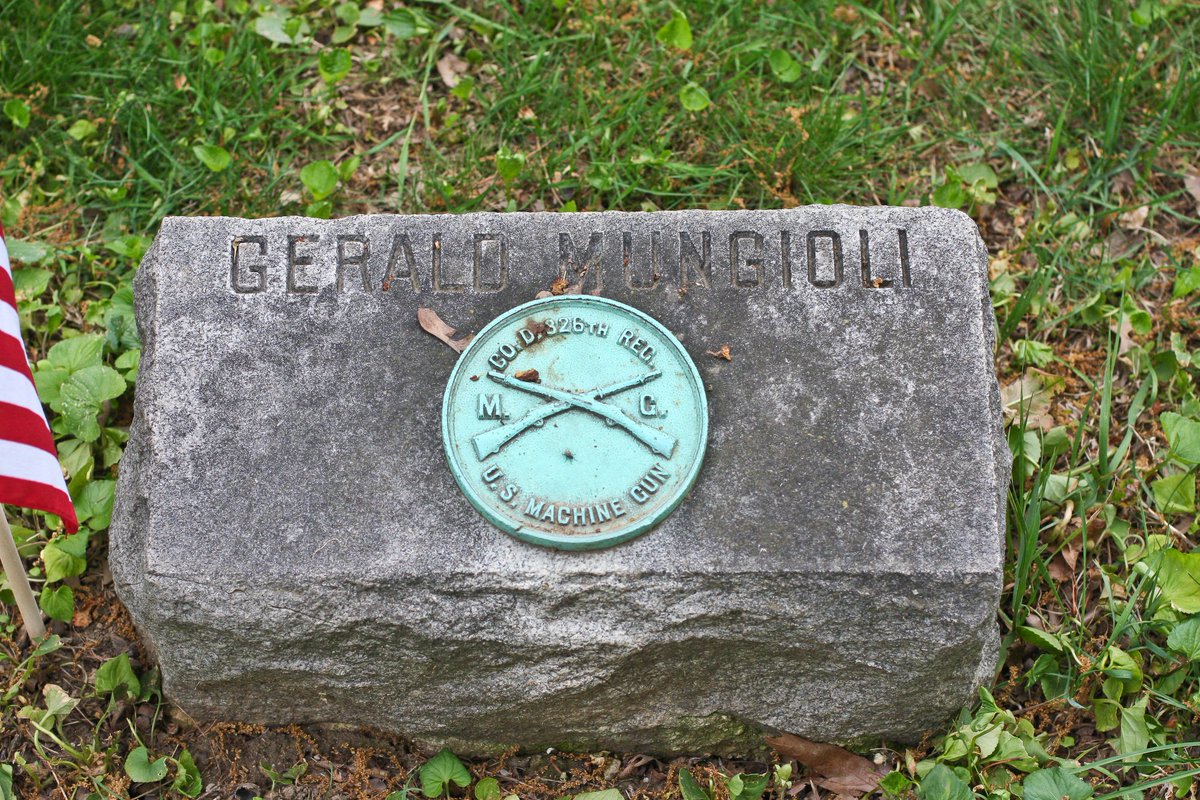 GERALD MUNGIOLI
CO. D. 326TH REG.
M. G.
U. S. MACHINE GUN